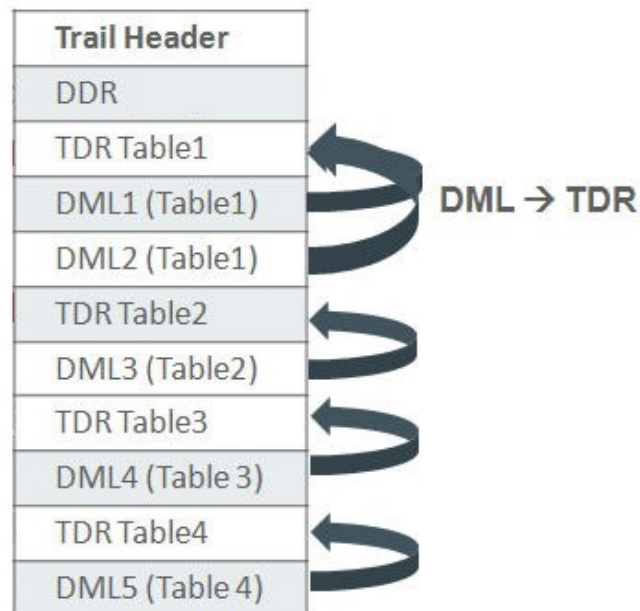 Trail Header
DDR
TDR Table1
DML1 (Table1)
DML → TDR
DML2 (Table1)
TDR Table2
DML3 (Table2)
TDR Table3
DML4 (Table 3)
TDR Table4
DML5 (Table 4)